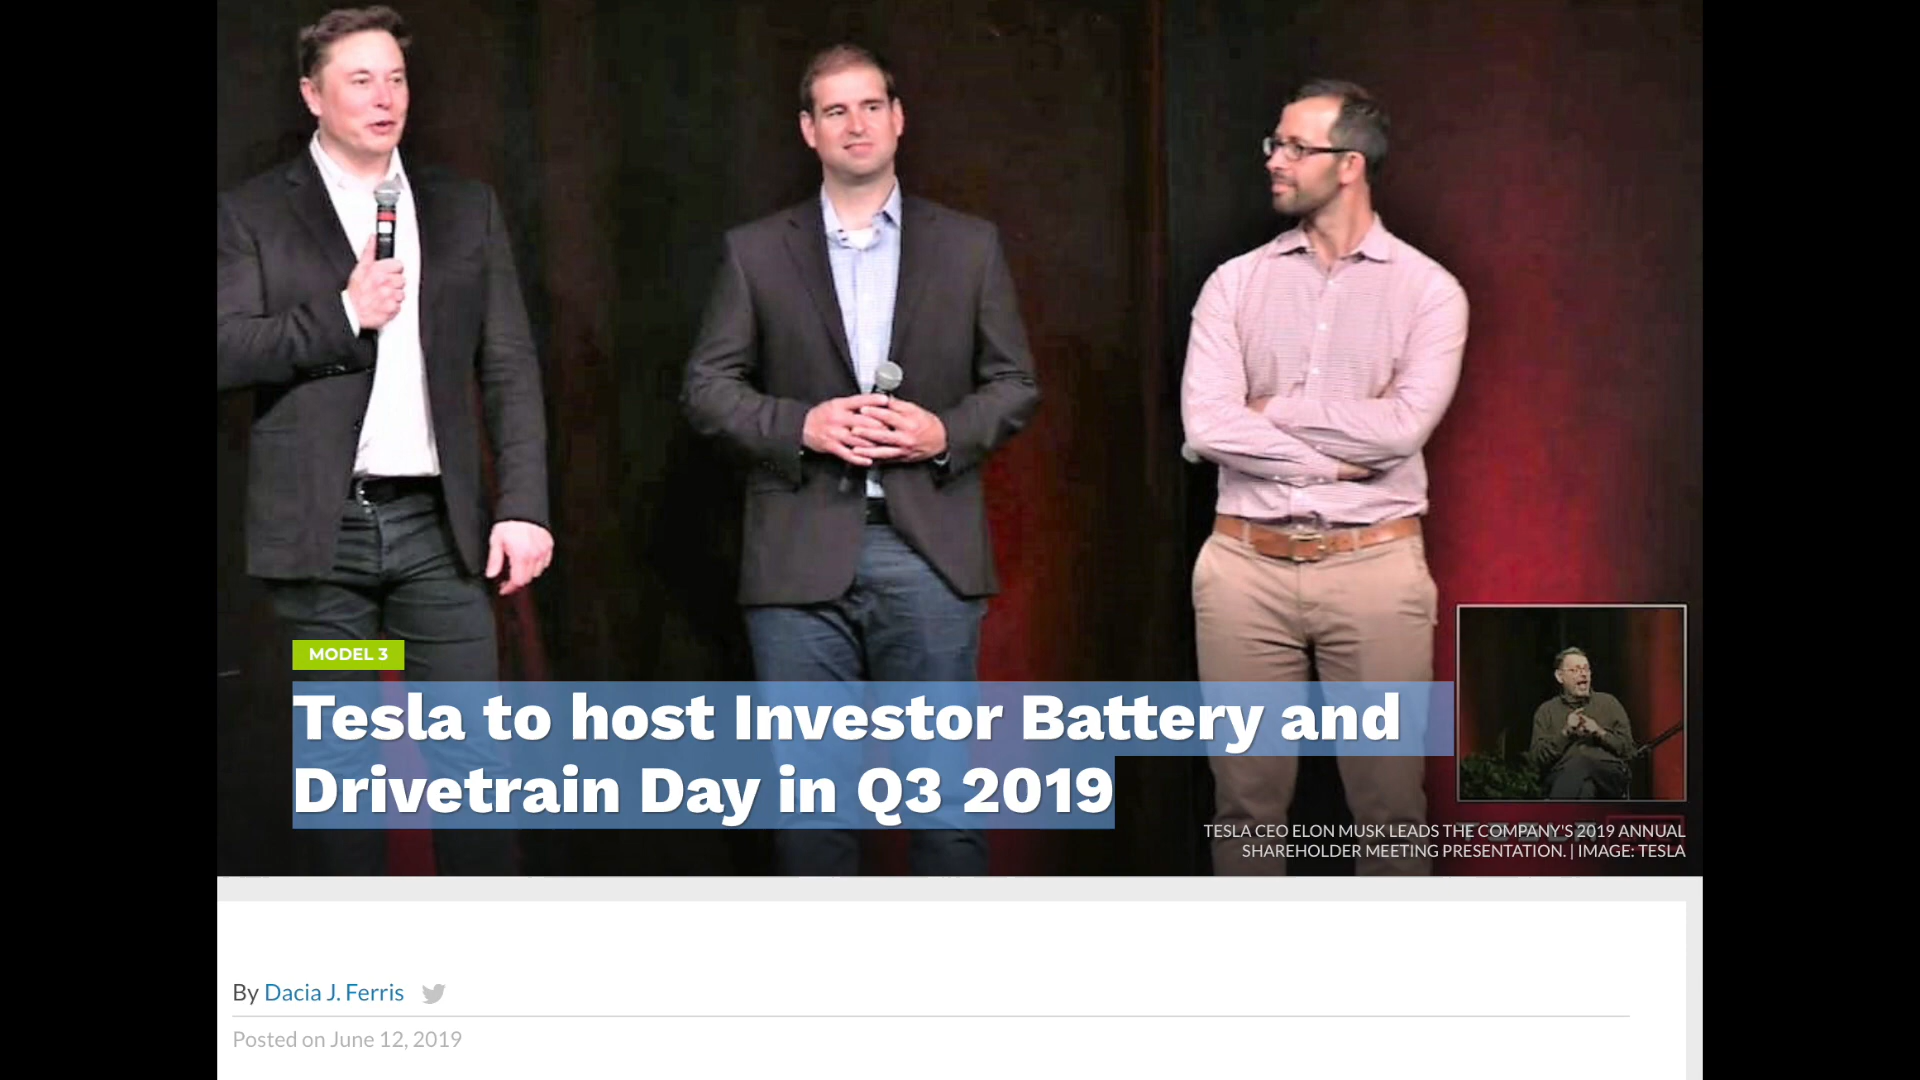 MODEL 3
Tesla to host Investor Battery and
Drivetrain Day in Q3 2019
TESLA CEO ELON MUSK LEADS THE COMPANY'S 2019 ANNUAL
SHAREHOLDER MEETING PRESENTATION. | IMAGE: TESLA
By Dacia J. Ferris
Posted on June 12, 2019